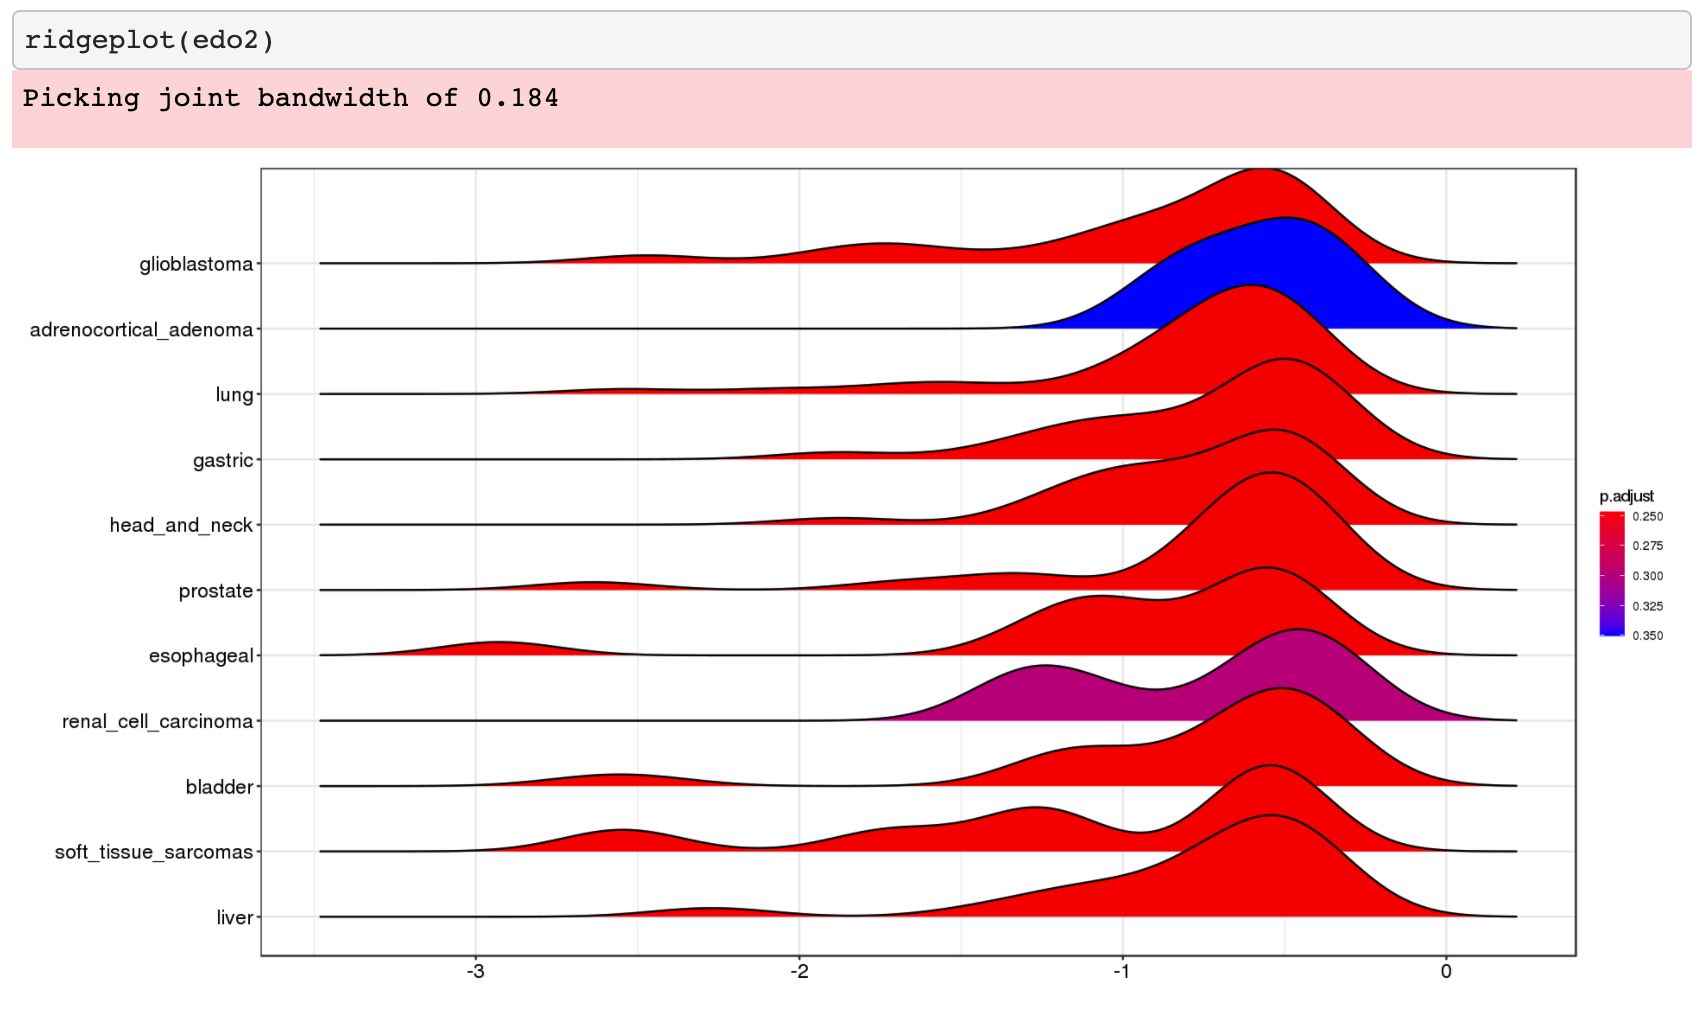 ridgeplot(edo2)
Picking joint bandwidth of 0.184
glioblastoma
adrenocortical_adenoma
lung
gastric
head_and_neck
prostate
esophageal
renal_cell_carcinoma
bladder
soft_tissue_sarcomas
liver
-3 -2 -1 0
p.adjust
0.250
0.275
0.300
0.325
0.350